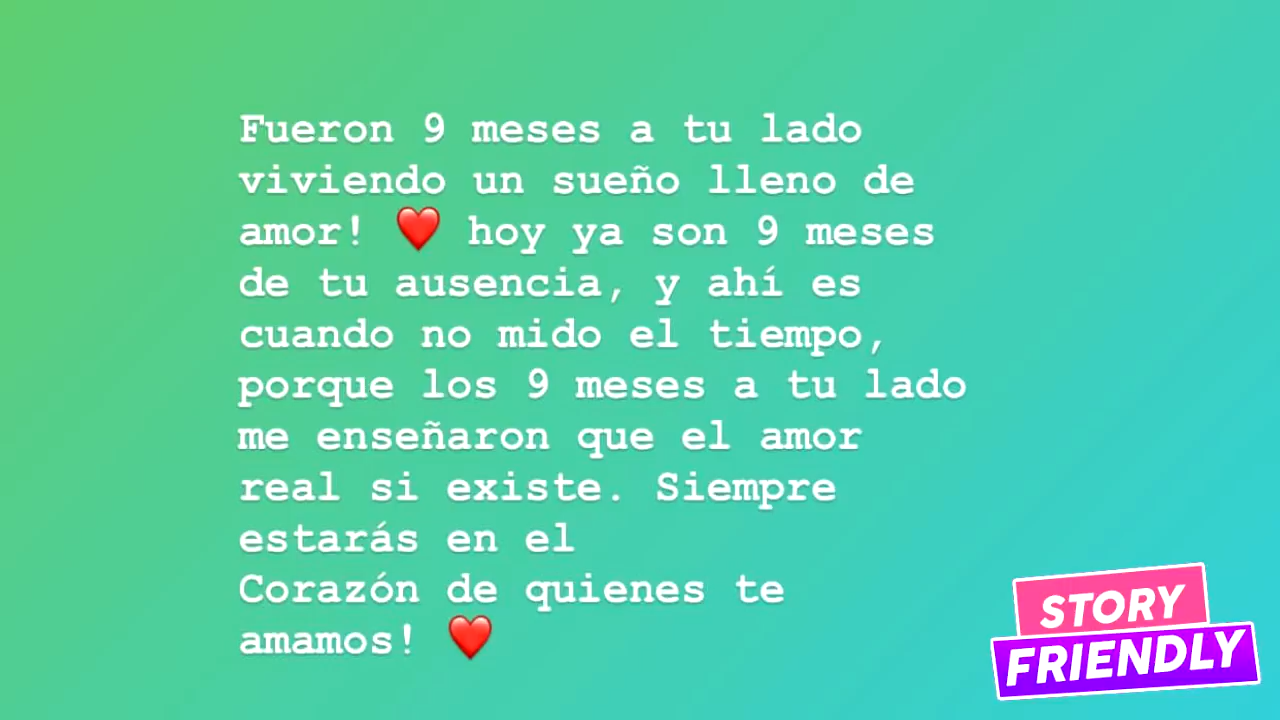 Fueron 9 meses a tu lado
viviendo un sueño lleno de
amor! ❤️ hoy ya son 9 meses
de tu ausencia, y ahí es
cuando no mido el tiempo,
porque los 9 meses a tu lado
me enseñaron que el amor
real si existe. Siempre
estarás en el
Corazón de quienes te
amamos! ❤️
STORY
FRIENDLY